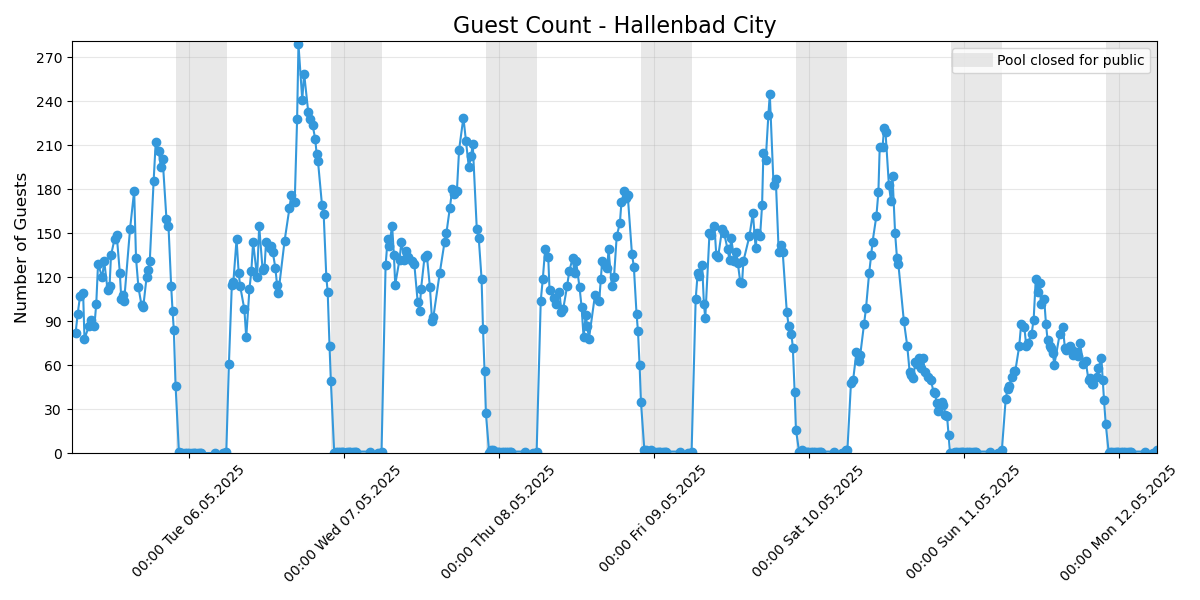 Guest Count - Hallenbad City
Pool closed for public
Number of Guests
270
240
210
180
150
120
90
60
30
0
00:00 Tue 06.05.2025
00:00 Wed 07.05.2025
00:00 Thu 08.05.2025
00:00 Fri 09.05.2025
00:00 Sat 10.05.2025
00:00 Sun 11.05.2025
00:00 Mon 12.05.2025